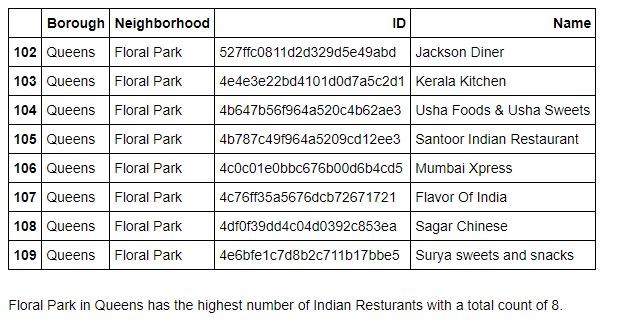 Borough Neighborhood ID Name
102 Queens Floral Park 527ffc0811d2d329d5e49abd Jackson Diner
103 Queens Floral Park 4e4e3e22bd4101d0d7a5c2d1 Kerala Kitchen
104 Queens Floral Park 4b647b56f964a520c4b62ae3 Usha Foods & Usha Sweets
105 Queens Floral Park 4b787c49f964a5209cd12ee3 Santoor Indian Restaurant
106 Queens Floral Park 4c0c01e0bbc676b00d6b4cd5 Mumbai Xpress
107 Queens Floral Park 4c76ff35a5676dcb72671721 Flavor Of India
108 Queens Floral Park 4df0f39dd4c04d0392c853ea Sagar Chinese
109 Queens Floral Park 4e6bfe1c7d8b2c711b17bbe5 Surya sweets and snacks
Floral Park in Queens has the highest number of Indian Resturants with a total count of 8.